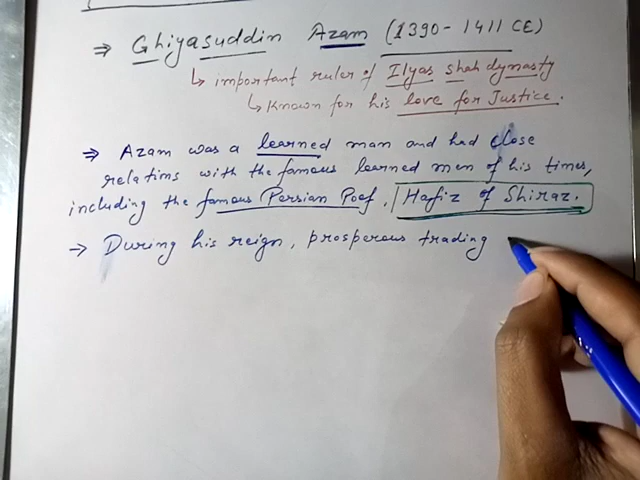 ⇒ Ghiyasuddin Azam (1390 - 1411 CE)
↳ important ruler of Ilyas shah dynasty
↳ Known for his love for Justice.
⇒ Azam was a learned man and had close
relations with the famous learned men of his times,
including the famous Persian Poet, Hafiz of Shiraz.
→ During his reign, prosperous trading